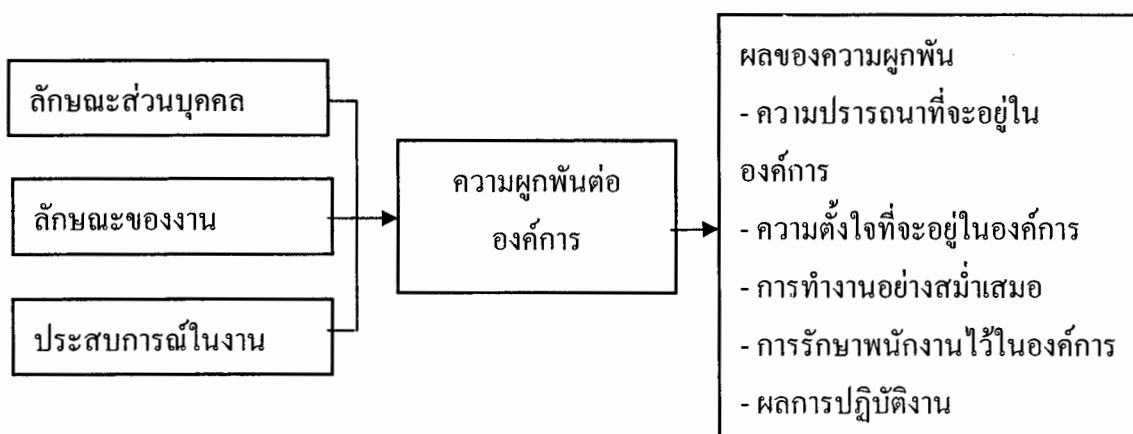 ลักษณะส่วนบุคคล
ลักษณะของงาน
ประสบการณ์ในงาน
ความผูกพันต่อ
องค์การ
ผลของความผูกพัน
- ความปรารถนาที่จะอยู่ใน
องค์การ
- ความตั้งใจที่จะอยู่ในองค์การ
- การทำงานอย่างสม่ำเสมอ
- การรักษาพนักงานไว้ในองค์การ
- ผลการปฏิบัติงาน